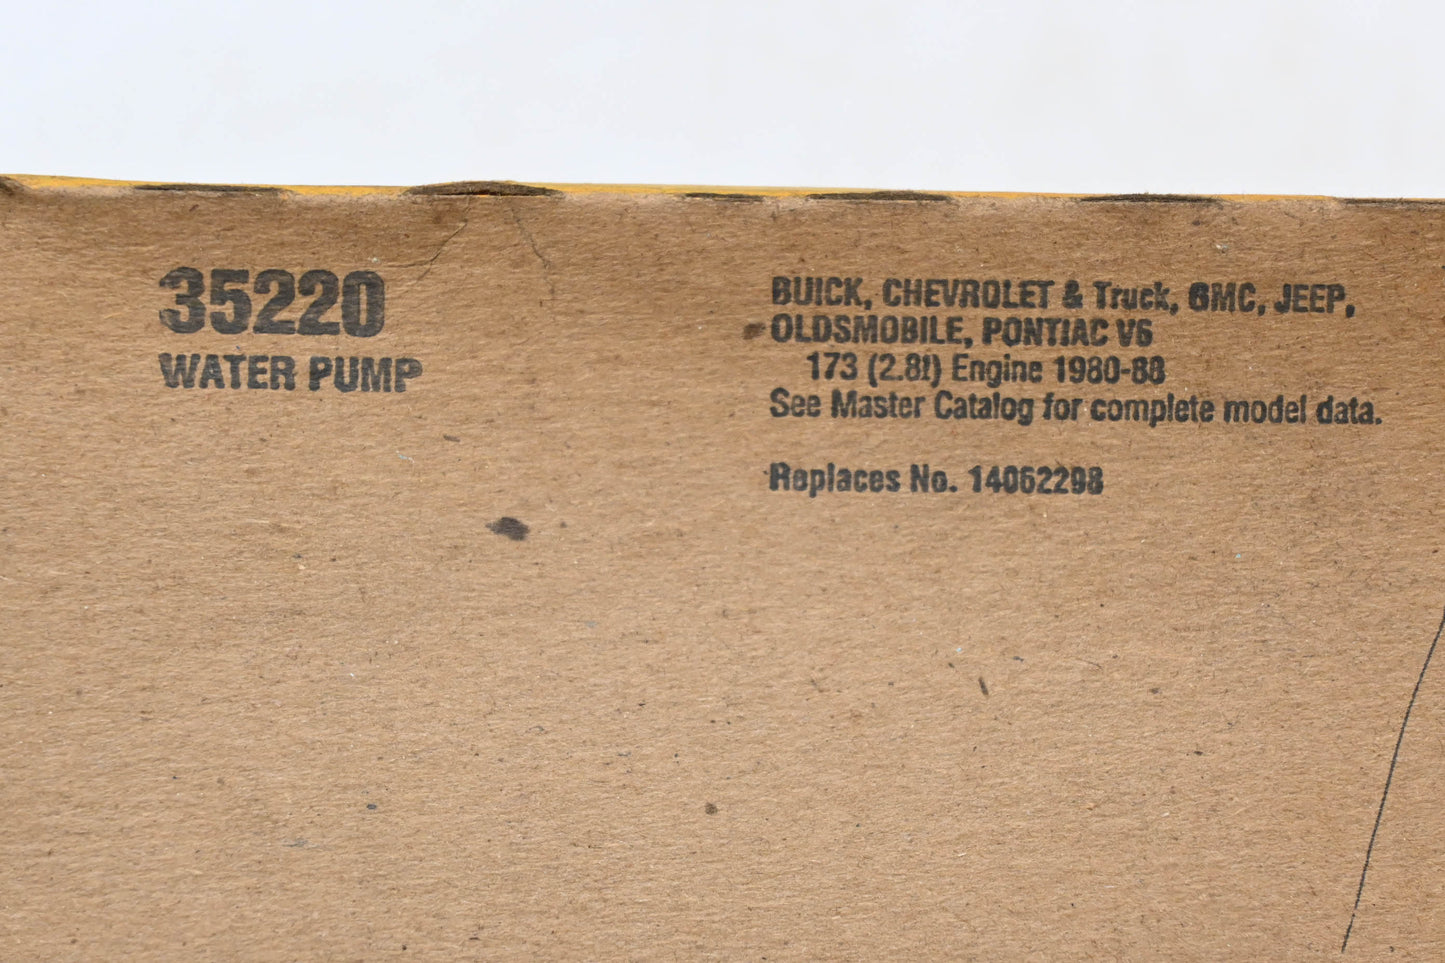 35220
WATER PUMP
BUICK, CHEVROLET & Truck, GMC, JEEP,
OLDSMOBILE, PONTIAC V6
173 (2.8ℓ) Engine 1980-88
See Master Catalog for complete model data.
Replaces No. 14062298